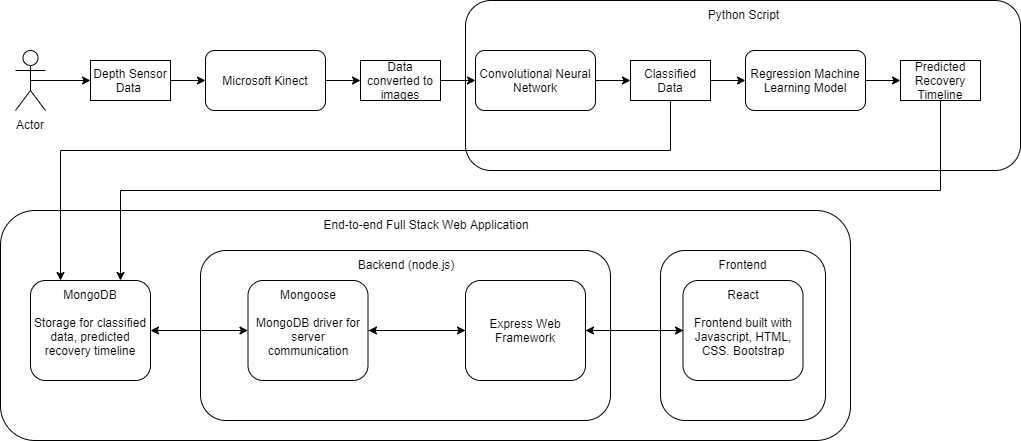 Python Script
Depth Sensor
Data
Microsoft Kinect
Data
converted to
images
Convolutional Neural
Network
Classified
Data
Regression Machine
Learning Model
Predicted
Recovery
Timeline
Actor
End-to-end Full Stack Web Application
Backend (node.js)
Frontend
MongoDB
Storage for classified
data, predicted
recovery timeline
Mongoose
MongoDB driver for
server
communication
Express Web
Framework
React
Frontend built with
Javascript, HTML,
CSS. Bootstrap